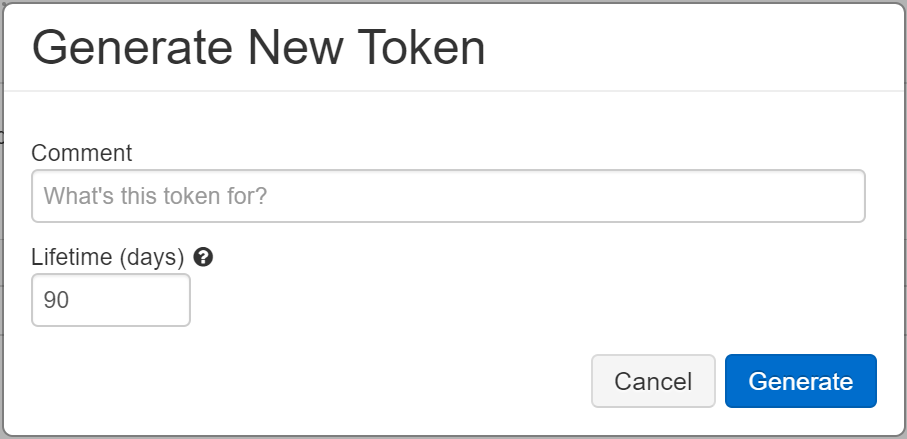 Generate New Token
Comment
What's this token for?
Lifetime (days) ?
90
Cancel Generate